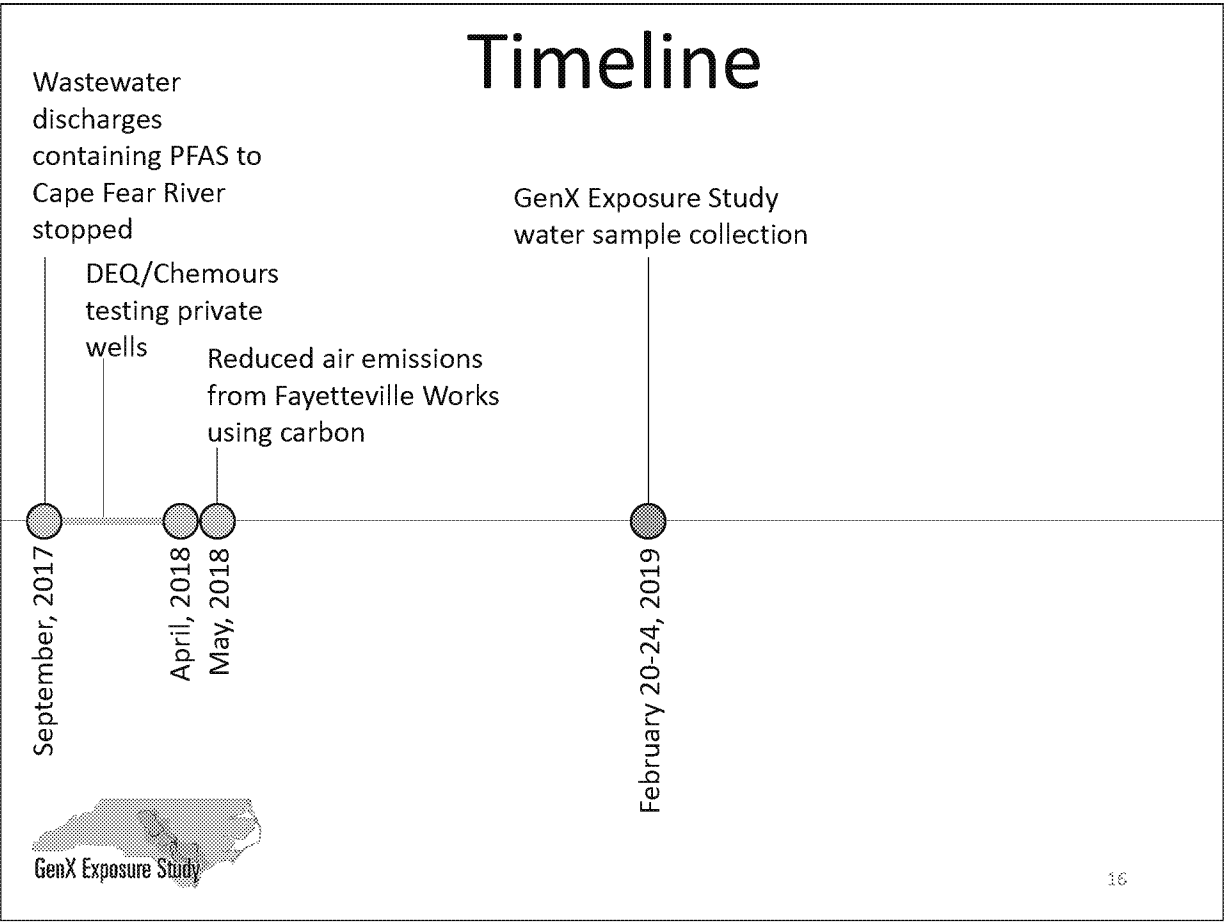 Timeline
Wastewater
discharges
containing PFAS to
Cape Fear River
stopped
DEQ/Chemours
testing private
wells
Reduced air emissions
from Fayetteville Works
using carbon
GenX Exposure Study
water sample collection
September, 2017
April, 2018
May, 2018
February 20-24, 2019
GenX Exposure Study
16